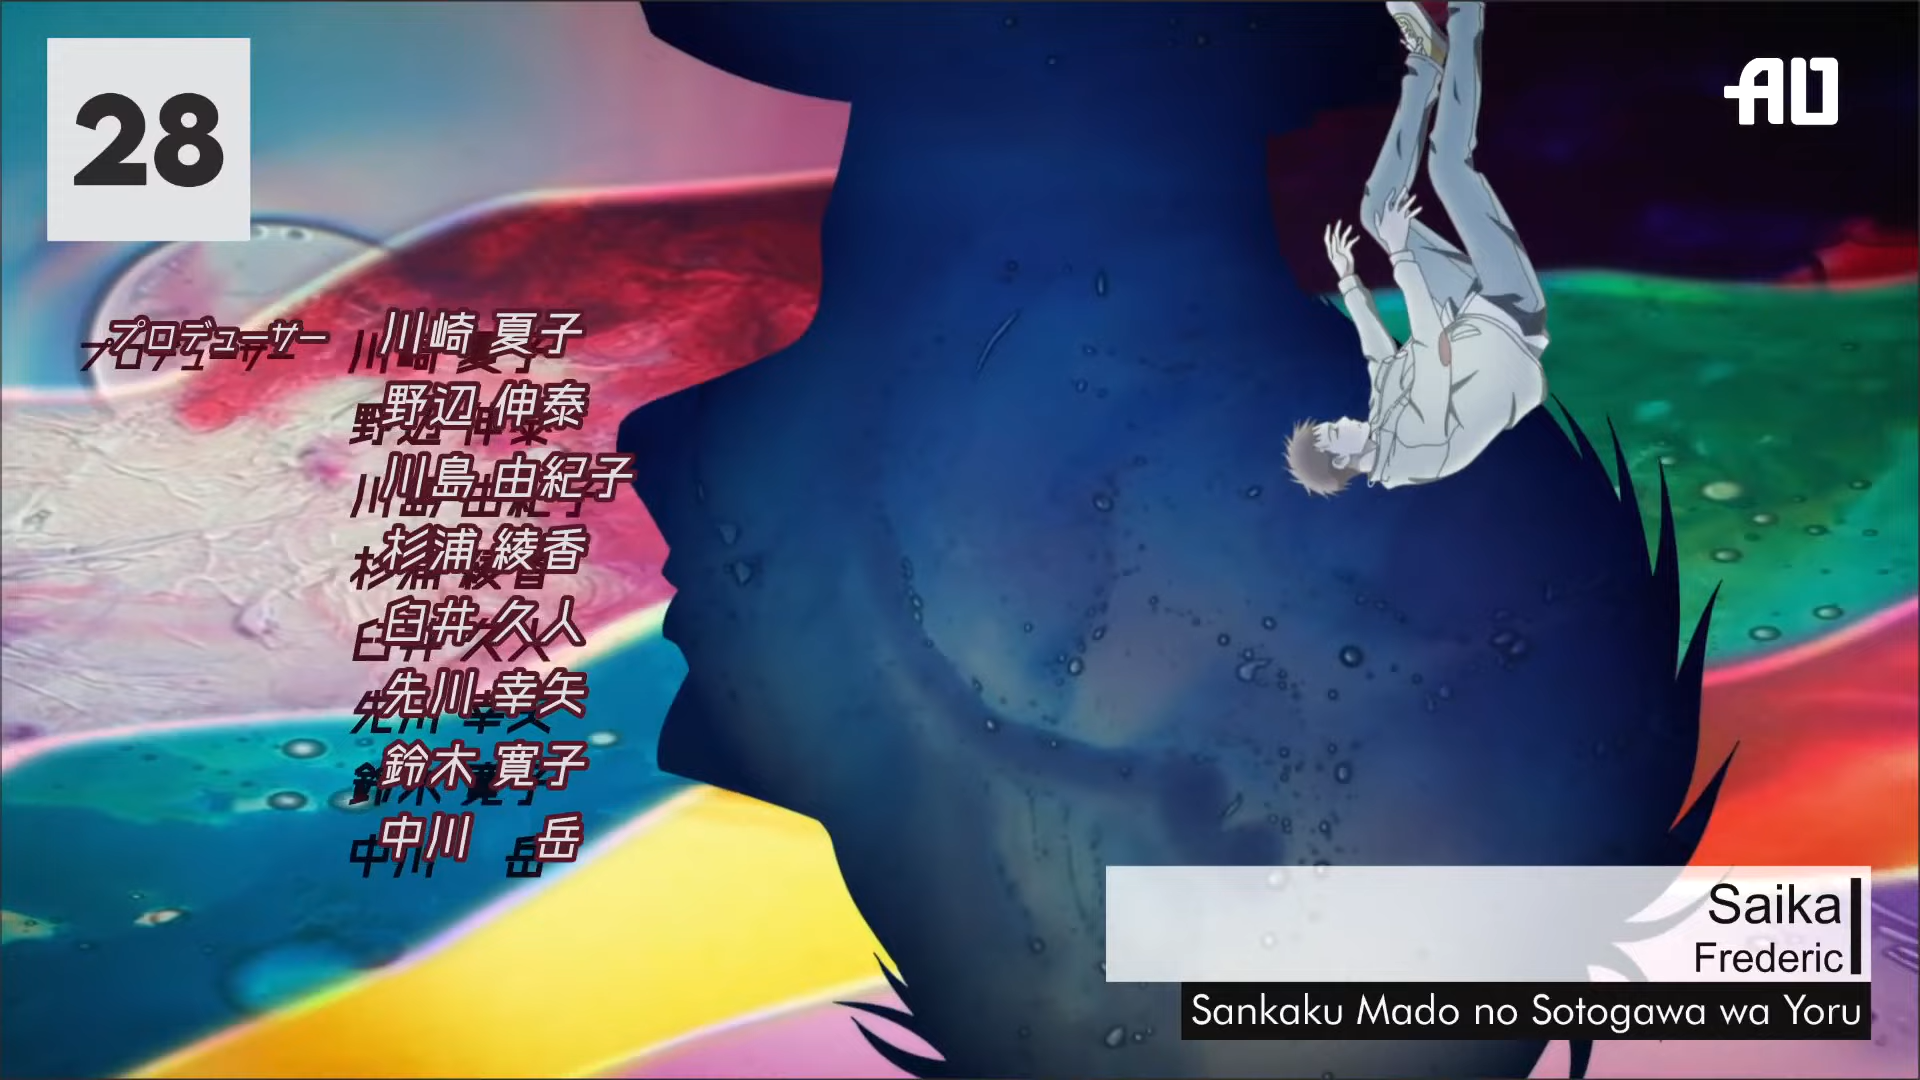 28
AU
プロデューサー 川崎 夏子
野辺 伸泰
川島 由紀子
杉浦 綾香
臼井 久人
先川 幸矢
鈴木 寛子
中川 岳
Saika
Frederic
Sankaku Mado no Sotogawa wa Yoru